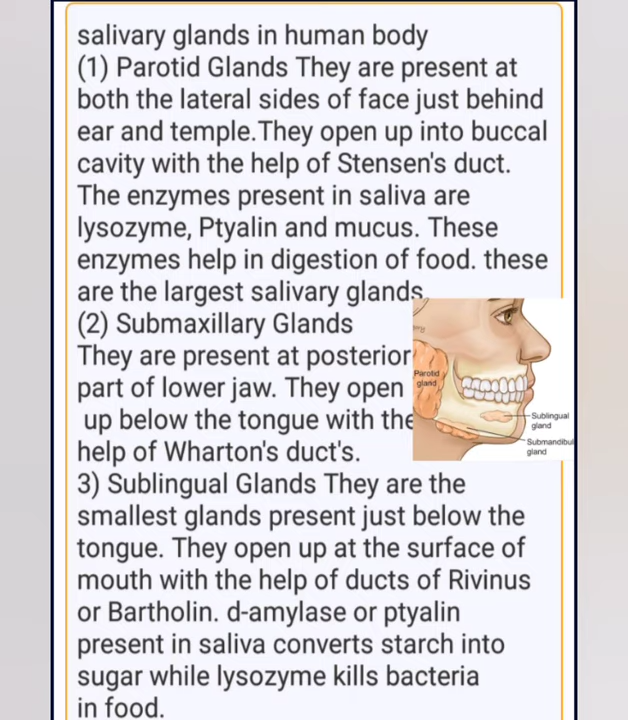 salivary glands in human body
(1) Parotid Glands They are present at
both the lateral sides of face just behind
ear and temple.They open up into buccal
cavity with the help of Stensen's duct.
The enzymes present in saliva are
lysozyme, Ptyalin and mucus. These
enzymes help in digestion of food. these
are the largest salivary glands
(2) Submaxillary Glands
They are present at posterior
part of lower jaw. They open
up below the tongue with the
help of Wharton's duct's.
3) Sublingual Glands They are the
smallest glands present just below the
tongue. They open up at the surface of
mouth with the help of ducts of Rivinus
or Bartholin. d-amylase or ptyalin
present in saliva converts starch into
sugar while lysozyme kills bacteria
in food.
Parotid
gland
Sublingual
gland
Submandibul
gland